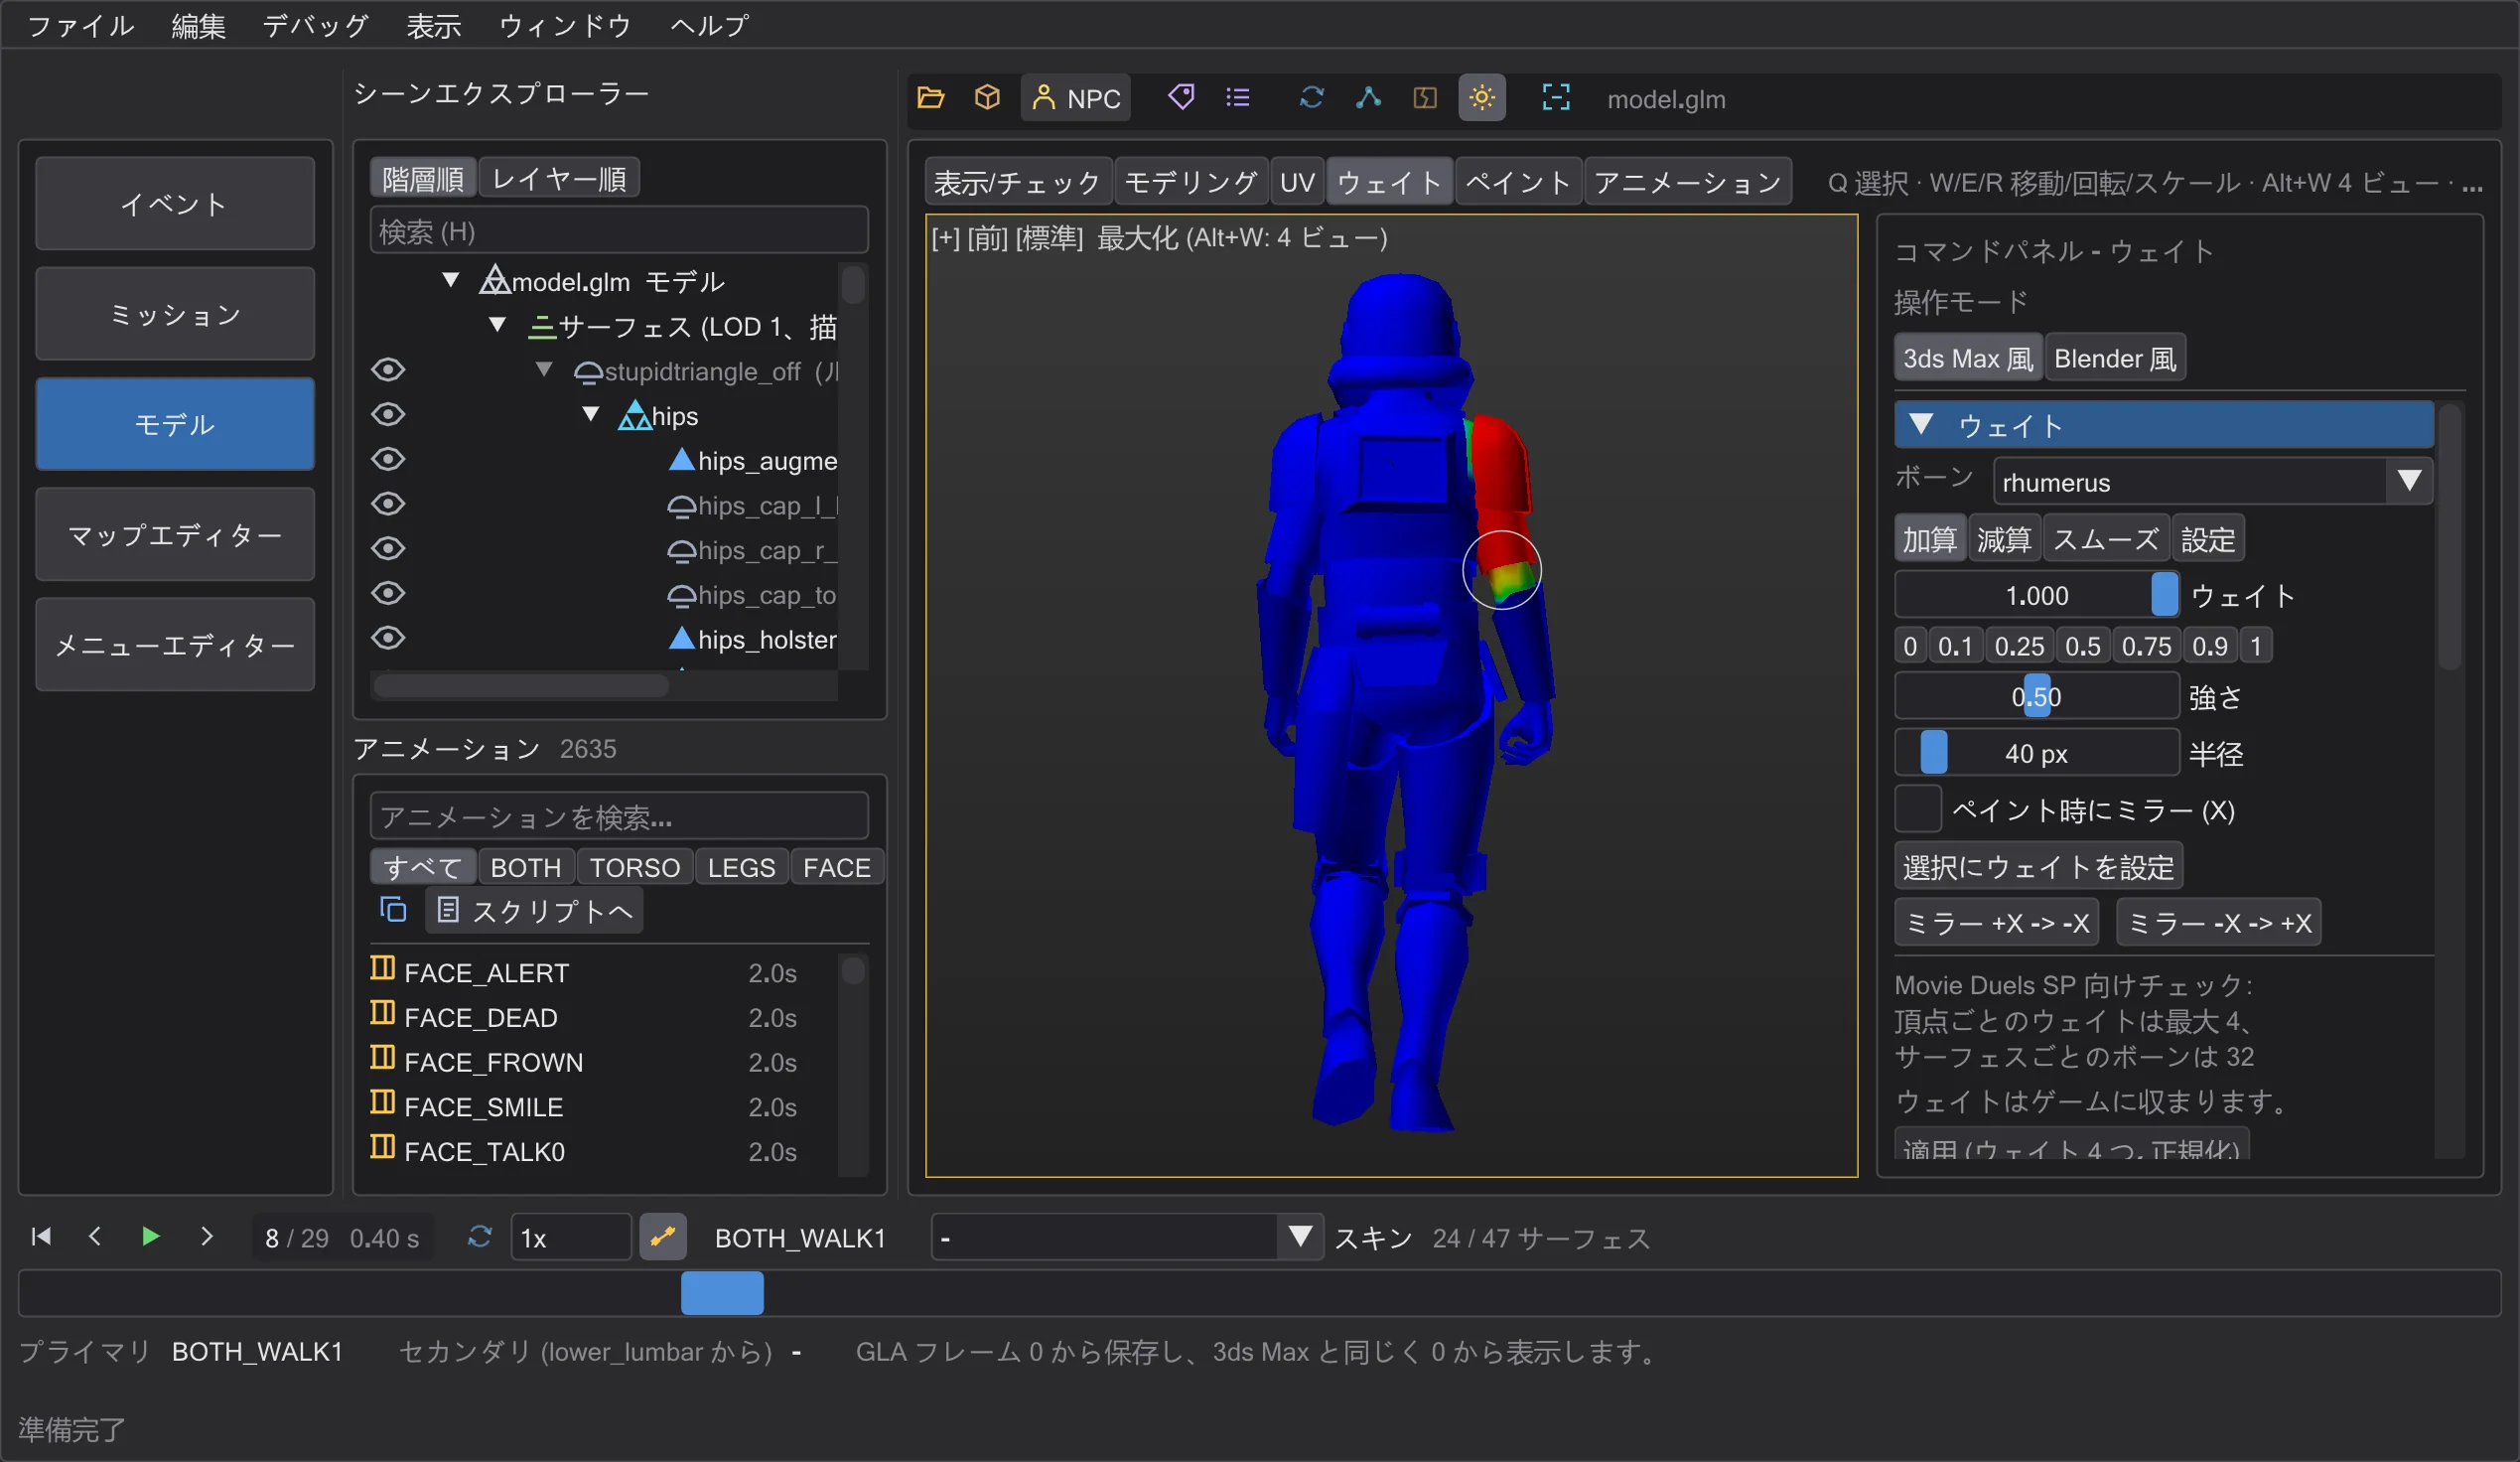 ファイル 編集 デバッグ 表示 ウィンドウ ヘルプ
イベント
ミッション
モデル
マップエディター
メニューエディター
シーンエクスプローラー
階層順 レイヤー順
検索 (H)
model.glm モデル
サーフェス (LOD 1、描
stupidtriangle_off
hips
hips_augme
hips_cap_l_
hips_cap_r_
hips_cap_to
hips_holster
アニメーション 2635
アニメーションを検索...
すべて BOTH TORSO LEGS FACE
スクリプトへ
FACE_ALERT 2.0s
FACE_DEAD 2.0s
FACE_FROWN 2.0s
FACE_SMILE 2.0s
FACE_TALK0 2.0s
NPC model.glm
表示/チェック モデリング UV ウェイト ペイント アニメーション Q 選択 · W/E/R 移動/回転/スケール · Alt+W 4 ビュー · ...
[+] [前] [標準] 最大化 (Alt+W: 4 ビュー)
コマンドパネル - ウェイト
操作モード
3ds Max 風 Blender 風
ウェイト
ボーン rhumerus
加算 減算 スムーズ 設定
1.000 ウェイト
0 0.1 0.25 0.5 0.75 0.9 1
0.50 強さ
40 px 半径
ペイント時にミラー (X)
選択にウェイトを設定
ミラー +X -> -X ミラー -X -> +X
Movie Duels SP 向けチェック:
頂点ごとのウェイトは最大 4、
サーフェスごとのボーンは 32
ウェイトはゲームに収まります。
適用 (ウェイト 4 つ, 正規化)
8 / 29 0.40 s 1x BOTH_WALK1 - スキン 24 / 47 サーフェス
プライマリ BOTH_WALK1 セカンダリ (lower_lumbar から) - GLA フレーム 0 から保存し、3ds Max と同じく 0 から表示します。
準備完了